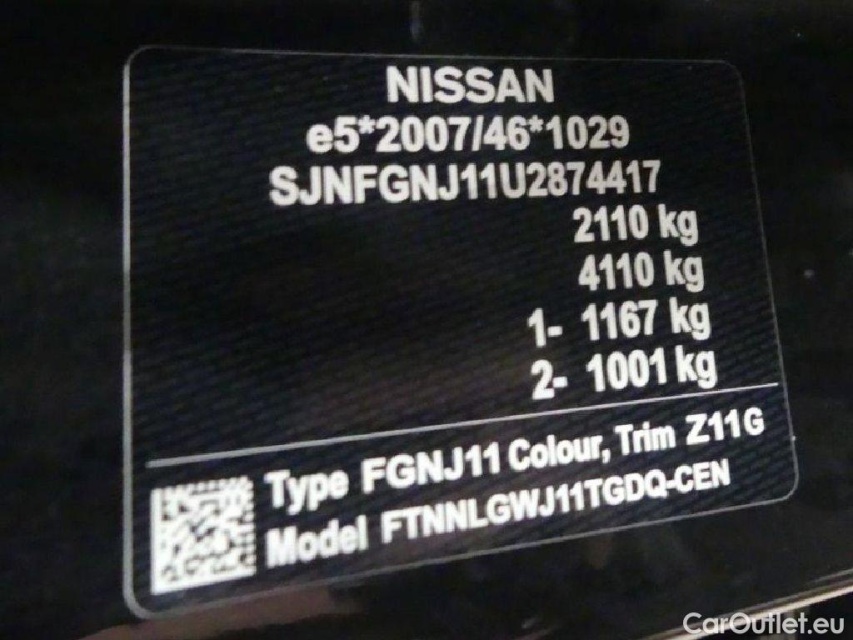 NISSAN
e5*2007/46*1029
SJNFGNJ11U2874417
2110 kg
4110 kg
1- 1167 kg
2- 1001 kg
Type FGNJ11 Colour, Trim Z11 G
Model FTNNLGWJ11TGDQ-CEN
CarOutlet.eu